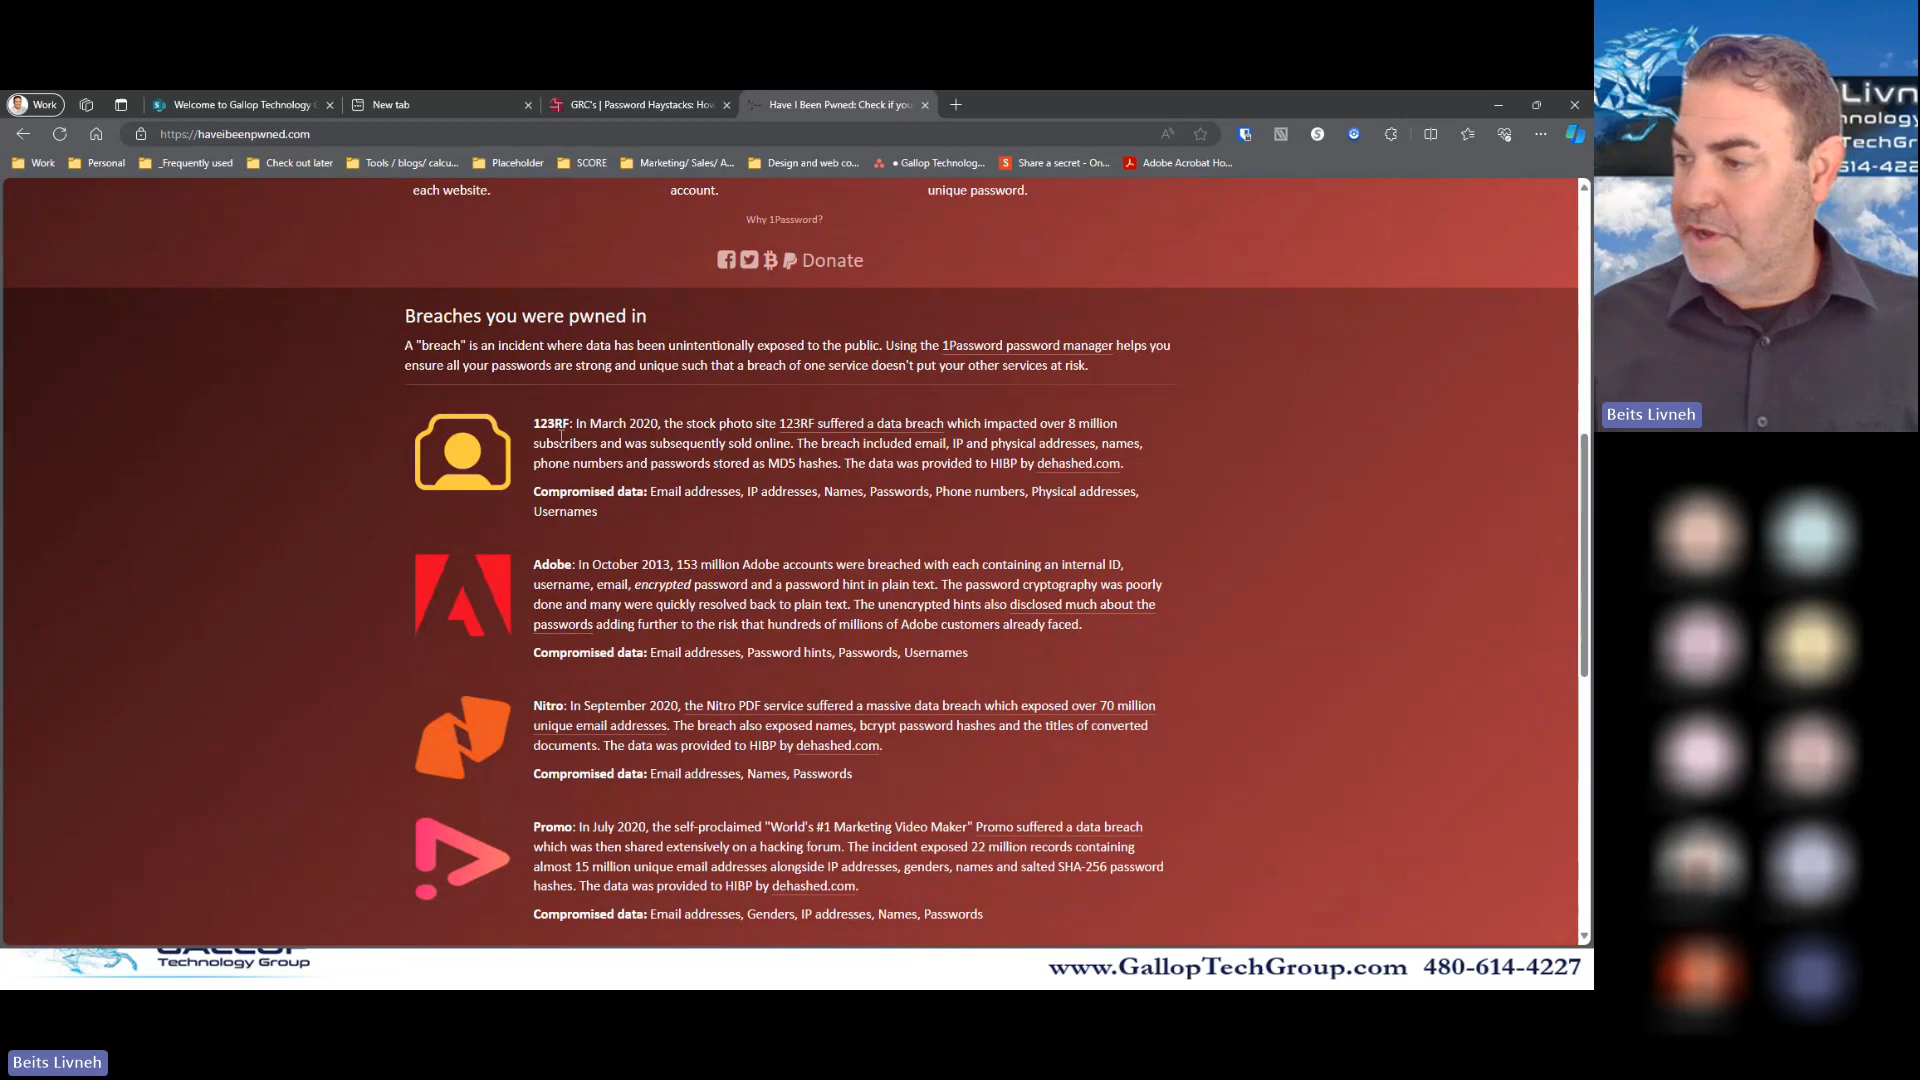 Work
Welcome to Gallop Technology G
New tab
GRC's | Password Haystacks: How
Have I Been Pwned: Check if you
https://haveibeenpwned.com
Work
Personal
_Frequently used
Check out later
Tools / blogs/ calcu...
Placeholder
SCORE
Marketing/ Sales/ A...
Design and web co...
• Gallop Technolog...
Share a secret - On...
Adobe Acrobat Ho...
each website.
account.
unique password.
Why 1Password?
Donate
Breaches you were pwned in
A "breach" is an incident where data has been unintentionally exposed to the public. Using the 1Password password manager helps you
ensure all your passwords are strong and unique such that a breach of one service doesn't put your other services at risk.
123RF: In March 2020, the stock photo site 123RF suffered a data breach which impacted over 8 million
subscribers and was subsequently sold online. The breach included email, IP and physical addresses, names,
phone numbers and passwords stored as MD5 hashes. The data was provided to HIBP by dehashed.com.
Compromised data: Email addresses, IP addresses, Names, Passwords, Phone numbers, Physical addresses,
Usernames
Adobe: In October 2013, 153 million Adobe accounts were breached with each containing an internal ID,
username, email, encrypted password and a password hint in plain text. The password cryptography was poorly
done and many were quickly resolved back to plain text. The unencrypted hints also disclosed much about the
passwords adding further to the risk that hundreds of millions of Adobe customers already faced.
Compromised data: Email addresses, Password hints, Passwords, Usernames
Nitro: In September 2020, the Nitro PDF service suffered a massive data breach which exposed over 70 million
unique email addresses. The breach also exposed names, bcrypt password hashes and the titles of converted
documents. The data was provided to HIBP by dehashed.com.
Compromised data: Email addresses, Names, Passwords
Promo: In July 2020, the self-proclaimed "World's #1 Marketing Video Maker" Promo suffered a data breach
which was then shared extensively on a hacking forum. The incident exposed 22 million records containing
almost 15 million unique email addresses alongside IP addresses, genders, names and salted SHA-256 password
hashes. The data was provided to HIBP by dehashed.com.
Compromised data: Email addresses, Genders, IP addresses, Names, Passwords
GALLOP
Technology Group
www.GallopTechGroup.com 480-614-4227
Livn
nology
TechGr
614-422
Beits Livneh
Beits Livneh